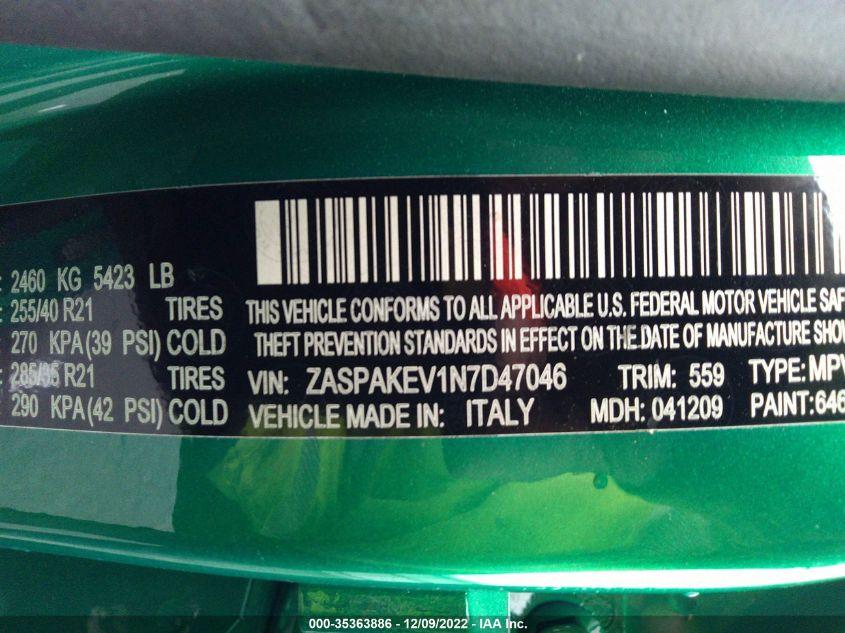 : 2460 KG 5423 LB
: 255/40 R21 TIRES
: 270 KPA(39 PSI) COLD
: 285/35 R21 TIRES
: 290 KPA(42 PSI) COLD
THIS VEHICLE CONFORMS TO ALL APPLICABLE U.S. FEDERAL MOTOR VEHICLE SAF
THEFT PREVENTION STANDARDS IN EFFECT ON THE DATE OF MANUFACTURE SHOW
VIN: ZASPAKEV1N7D47046 TRIM: 559 TYPE: MPV
VEHICLE MADE IN: ITALY MDH: 041209 PAINT: 646
000-35363886 - 12/09/2022 - IAA Inc.